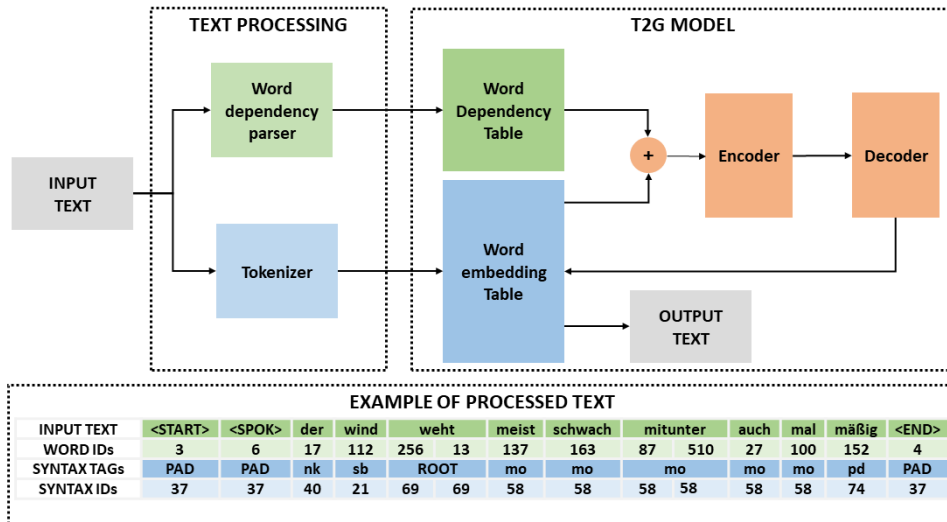 TEXT PROCESSING
T2G MODEL
INPUT
TEXT
Word
dependency
parser
Tokenizer
Word
Dependency
Table
Word
embedding
Table
+
Encoder
Decoder
OUTPUT
TEXT
EXAMPLE OF PROCESSED TEXT
INPUT TEXT <START> <SPOK> der wind weht meist schwach mitunter auch mal mäßig <END>
WORD IDs 3 6 17 112 256 13 137 163 87 510 27 100 152 4
SYNTAX TAGs PAD PAD nk sb ROOT mo mo mo mo mo pd PAD
SYNTAX IDs 37 37 40 21 69 69 58 58 58 58 58 58 74 37